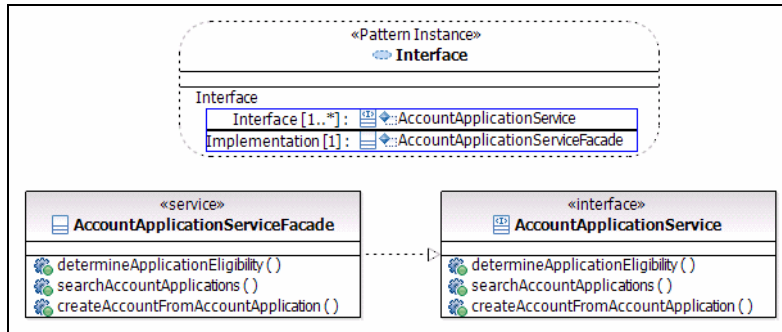 «Pattern Instance»
Interface
Interface
Interface [1..*] : ::AccountApplicationService
Implementation [1] : ::AccountApplicationServiceFacade
«service»
AccountApplicationServiceFacade
determineApplicationEligibility ( )
searchAccountApplications ( )
createAccountFromAccountApplication ( )
«interface»
AccountApplicationService
determineApplicationEligibility ( )
searchAccountApplications ( )
createAccountFromAccountApplication ( )